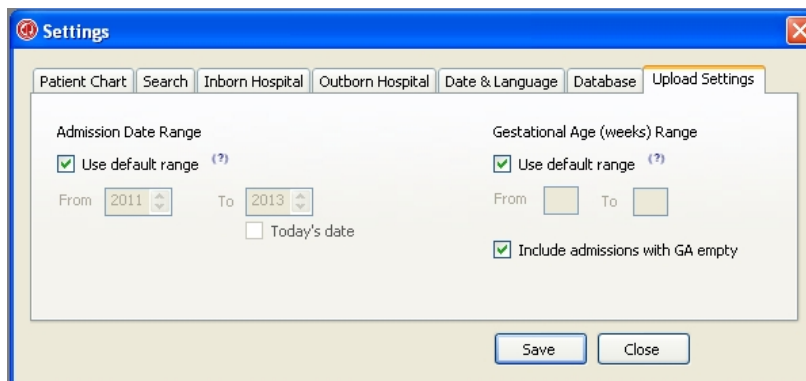 Settings
Patient Chart Search Inborn Hospital Outborn Hospital Date & Language Database Upload Settings
Admission Date Range Gestational Age (weeks) Range
Use default range (?) Use default range (?)
From 2011 To 2013 From To
Today's date
Include admissions with GA empty
Save Close